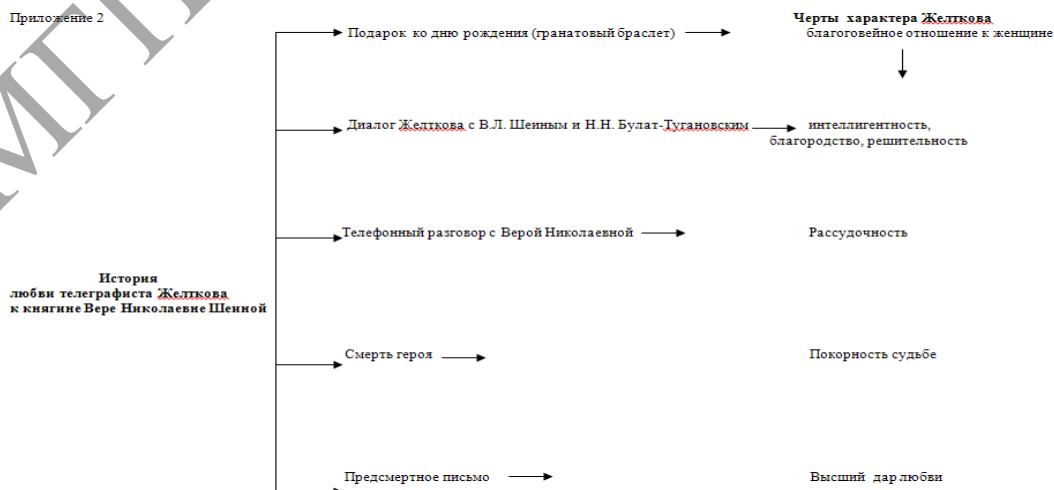 Приложение 2
Черты характера Желткова
Подарок ко дню рождения (гранатовый браслет)
благоговейное отношение к женщине
Диалог Желткова с В.Л. Шеиным и Н.Н. Булат-Тугановским
интеллигентность,
благородство, решительность
Телефонный разговор с Верой Николаевной
Рассудочность
История
любви телеграфиста Желткова
к княгине Вере Николаевне Шеиной
Смерть героя
Покорность судьбе
Предсмертное письмо
Высший дар любви